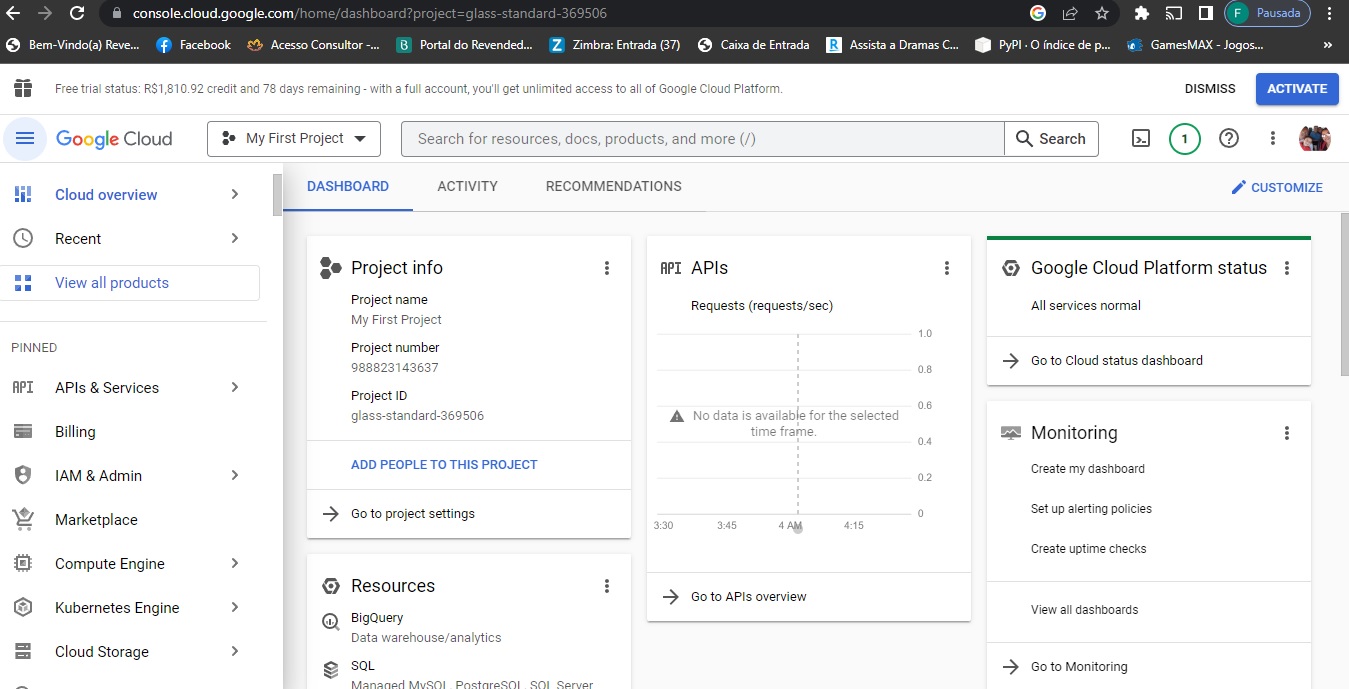 console.cloud.google.com/home/dashboard?project=glass-standard-369506
F Pausada
Bem-Vindo(a) Reve... Facebook Acesso Consultor -... Portal do Revended... Zimbra: Entrada (37) Caixa de Entrada Assista a Dramas C... PyPI · O índice de p... GamesMAX - Jogos... »
Free trial status: R$1,810.92 credit and 78 days remaining - with a full account, you'll get unlimited access to all of Google Cloud Platform.
DISMISS
ACTIVATE
Google Cloud
My First Project
Search for resources, docs, products, and more (/)
Search
1
Cloud overview
Recent
View all products
PINNED
APIs & Services
Billing
IAM & Admin
Marketplace
Compute Engine
Kubernetes Engine
Cloud Storage
DASHBOARD
ACTIVITY
RECOMMENDATIONS
CUSTOMIZE
Project info
Project name
My First Project
Project number
988823143637
Project ID
glass-standard-369506
ADD PEOPLE TO THIS PROJECT
Go to project settings
Resources
BigQuery
Data warehouse/analytics
SQL
Managed MySQL, PostgreSQL, SQL Server
API APIs
Requests (requests/sec)
1.0
0.8
0.6
No data is available for the selected
time frame.
0.4
0.2
0
3:30 3:45 4 AM 4:15
Go to APIs overview
Google Cloud Platform status
All services normal
Go to Cloud status dashboard
Monitoring
Create my dashboard
Set up alerting policies
Create uptime checks
View all dashboards
Go to Monitoring